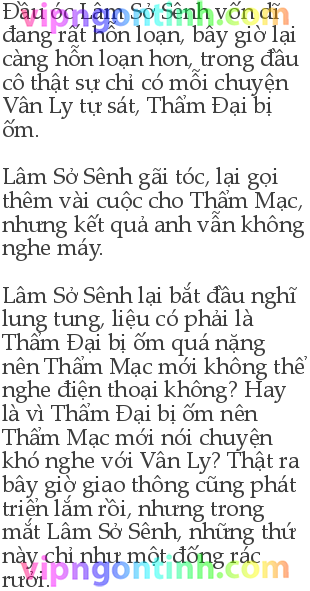 vipngontinh.com
Đầu óc Lâm Sở Sênh vốn dĩ
đang rất hỗn loạn, bây giờ lại
càng hỗn loạn hơn, trong đầu
cô thật sự chỉ có mỗi chuyện
Vân Ly tự sát, Thẩm Đại bị
ốm.
Lâm Sở Sênh gãi tóc, lại gọi
thêm vài cuộc cho Thẩm Mạc,
nhưng kết quả anh vẫn không
nghe máy.
Lâm Sở Sênh lại bắt đầu nghĩ
lung tung, liệu có phải là
Thẩm Đại bị ốm quá nặng
nên Thẩm Mạc mới không thể
nghe điện thoại không? Hay
là vì Thẩm Đại bị ốm nên
Thẩm Mạc mới nói chuyện
khó nghe với Vân Ly? Thật ra
bây giờ giao thông cũng phát
triển lắm rồi, nhưng trong
mắt Lâm Sở Sênh, những thứ
này chỉ như một đống rác
rưởi.
vipngontinh.com